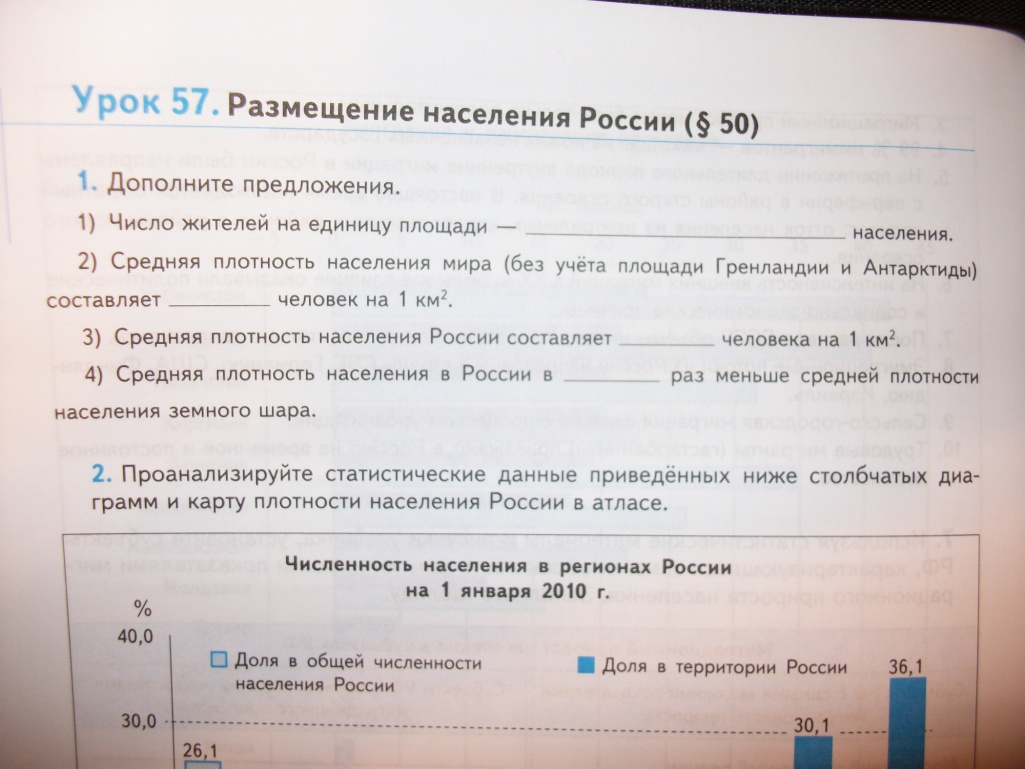 Урок 57. Размещение населения России (§ 50)
1. Дополните предложения.
1) Число жителей на единицу площади — ______ населения.
2) Средняя плотность населения мира (без учёта площади Гренландии и Антарктиды)
составляет ______ человек на 1 км².
3) Средняя плотность населения России составляет ______ человека на 1 км².
4) Средняя плотность населения в России в ______ раз меньше средней плотности
населения земного шара.
2. Проанализируйте статистические данные приведённых ниже столбчатых диа-
грамм и карту плотности населения России в атласе.
Численность населения в регионах России
на 1 января 2010 г.
%
40,0
Доля в общей численности
населения России
Доля в территории России
36,1
30,0
30,1
26,1